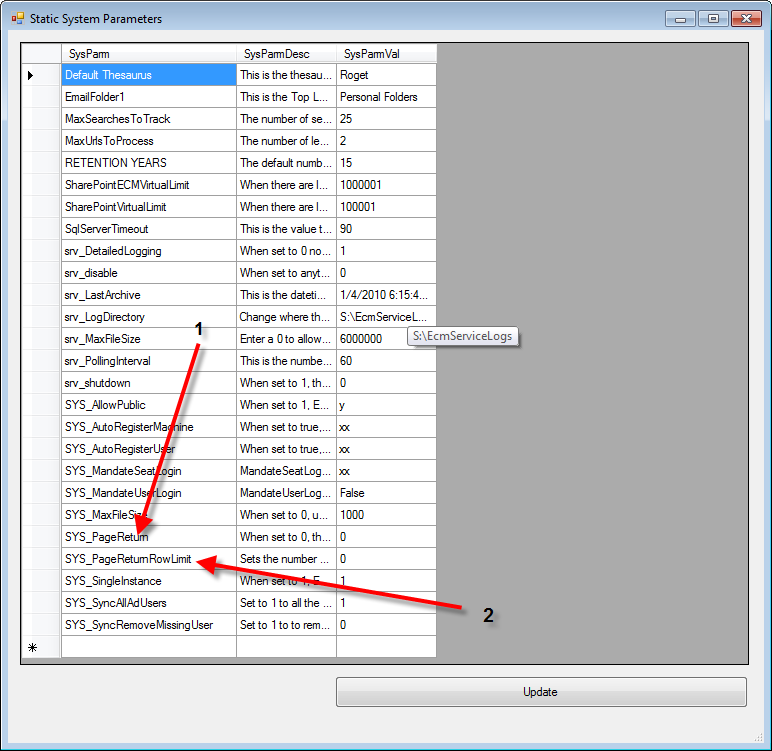 Static System Parameters
SysParm SysParmDesc SysParmVal
Default Thesaurus This is the thesau... Roget
EmailFolder1 This is the Top L... Personal Folders
MaxSearchesToTrack The number of se... 25
MaxUrlsToProcess The number of le... 2
RETENTION YEARS The default numb... 15
SharePointECMVirtualLimit When there are l... 1000001
SharePointVirtualLimit When there are l... 100001
SqlServerTimeout This is the value t... 90
srv_DetailedLogging When set to 0 no... 1
srv_disable When set to anyt... 0
srv_LastArchive This is the dateti... 1/4/2010 6:15:4...
srv_LogDirectory Change where th... S:\EcmServiceL...
1
srv_MaxFileSize Enter a 0 to allow... 6000000 S:\EcmServiceLogs
srv_PollingInterval This is the numbe... 60
srv_shutdown When set to 1, th... 0
SYS_AllowPublic When set to 1, E... y
SYS_AutoRegisterMachine When set to true,... xx
SYS_AutoRegisterUser When set to true,... xx
SYS_MandateSeatLogin MandateSeatLog... xx
SYS_MandateUserLogin MandateUserLog... False
SYS_MaxFileSize When set to 0, u... 1000
SYS_PageReturn When set to 0, th... 0
SYS_PageReturnRowLimit Sets the number ... 0
SYS_SingleInstance When set to 1, E... 1
SYS_SyncAllAdUsers Set to 1 to all the ... 1
2
SYS_SyncRemoveMissingUser Set to 1 to to rem... 0
Update